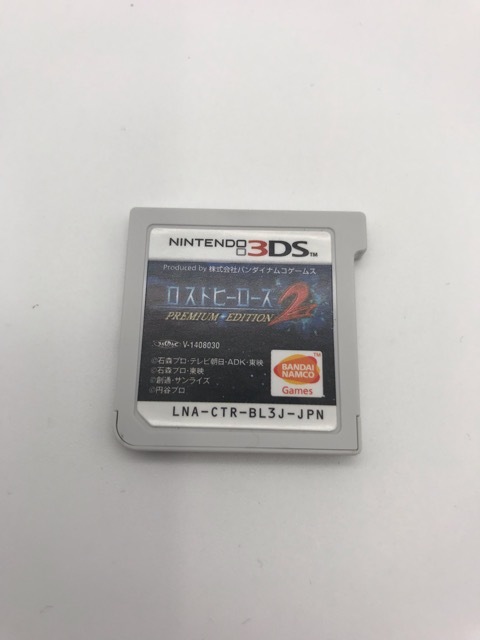 NINTENDO 3DS™
Produced by 株式会社バンダイナムコゲームス
ロストヒーローズ2
PREMIUM EDITION
V-1408030
©石森プロ・テレビ朝日・ADK・東映
©石森プロ・東映
©創通・サンライズ
©円谷プロ
BANDAI
NAMCO
Games
™
LNA-CTR-BL3J-JPN